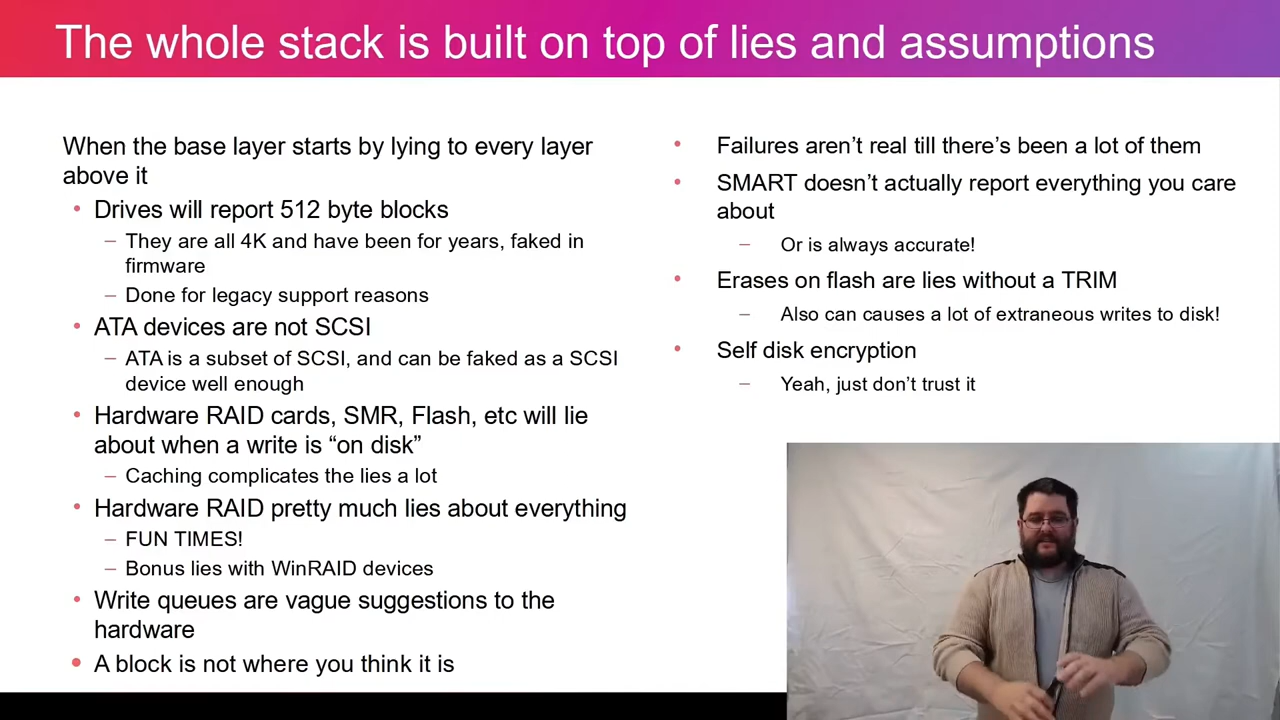 The whole stack is built on top of lies and assumptions
When the base layer starts by lying to every layer
above it
• Drives will report 512 byte blocks
– They are all 4K and have been for years, faked in
firmware
– Done for legacy support reasons
• ATA devices are not SCSI
– ATA is a subset of SCSI, and can be faked as a SCSI
device well enough
• Hardware RAID cards, SMR, Flash, etc will lie
about when a write is “on disk”
– Caching complicates the lies a lot
• Hardware RAID pretty much lies about everything
– FUN TIMES!
– Bonus lies with WinRAID devices
• Write queues are vague suggestions to the
hardware
• A block is not where you think it is
• Failures aren’t real till there’s been a lot of them
• SMART doesn’t actually report everything you care
about
– Or is always accurate!
• Erases on flash are lies without a TRIM
– Also can causes a lot of extraneous writes to disk!
• Self disk encryption
– Yeah, just don’t trust it